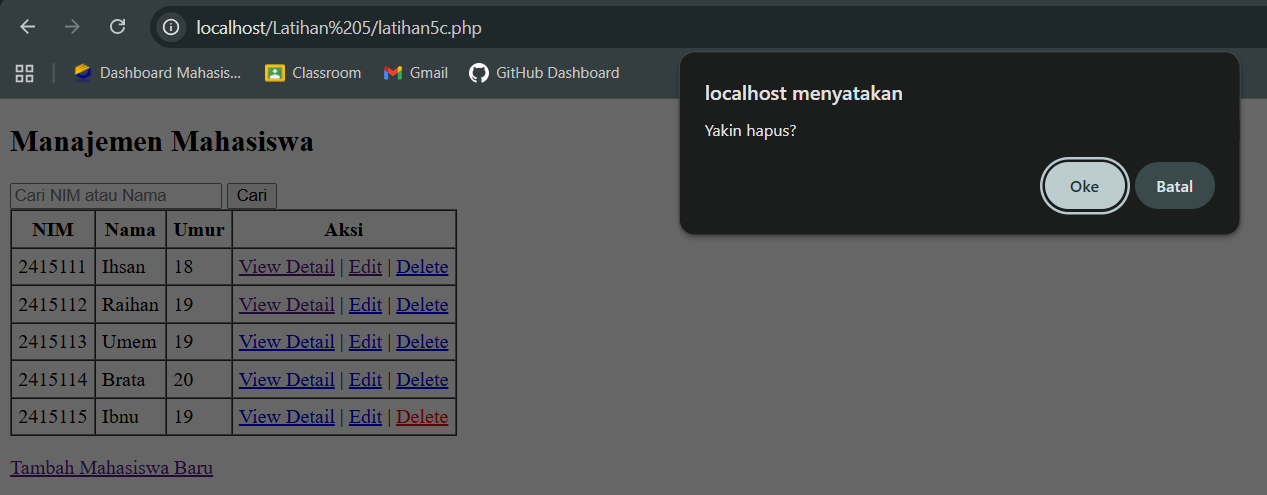 localhost/Latihan%205/latihan5c.php
Dashboard Mahasis... Classroom Gmail GitHub Dashboard
localhost menyatakan
Yakin hapus?
Oke Batal
Manajemen Mahasiswa
Cari NIM atau Nama Cari
NIM Nama Umur Aksi
2415111 Ihsan 18 View Detail | Edit | Delete
2415112 Raihan 19 View Detail | Edit | Delete
2415113 Umem 19 View Detail | Edit | Delete
2415114 Brata 20 View Detail | Edit | Delete
2415115 Ibnu 19 View Detail | Edit | Delete
Tambah Mahasiswa Baru